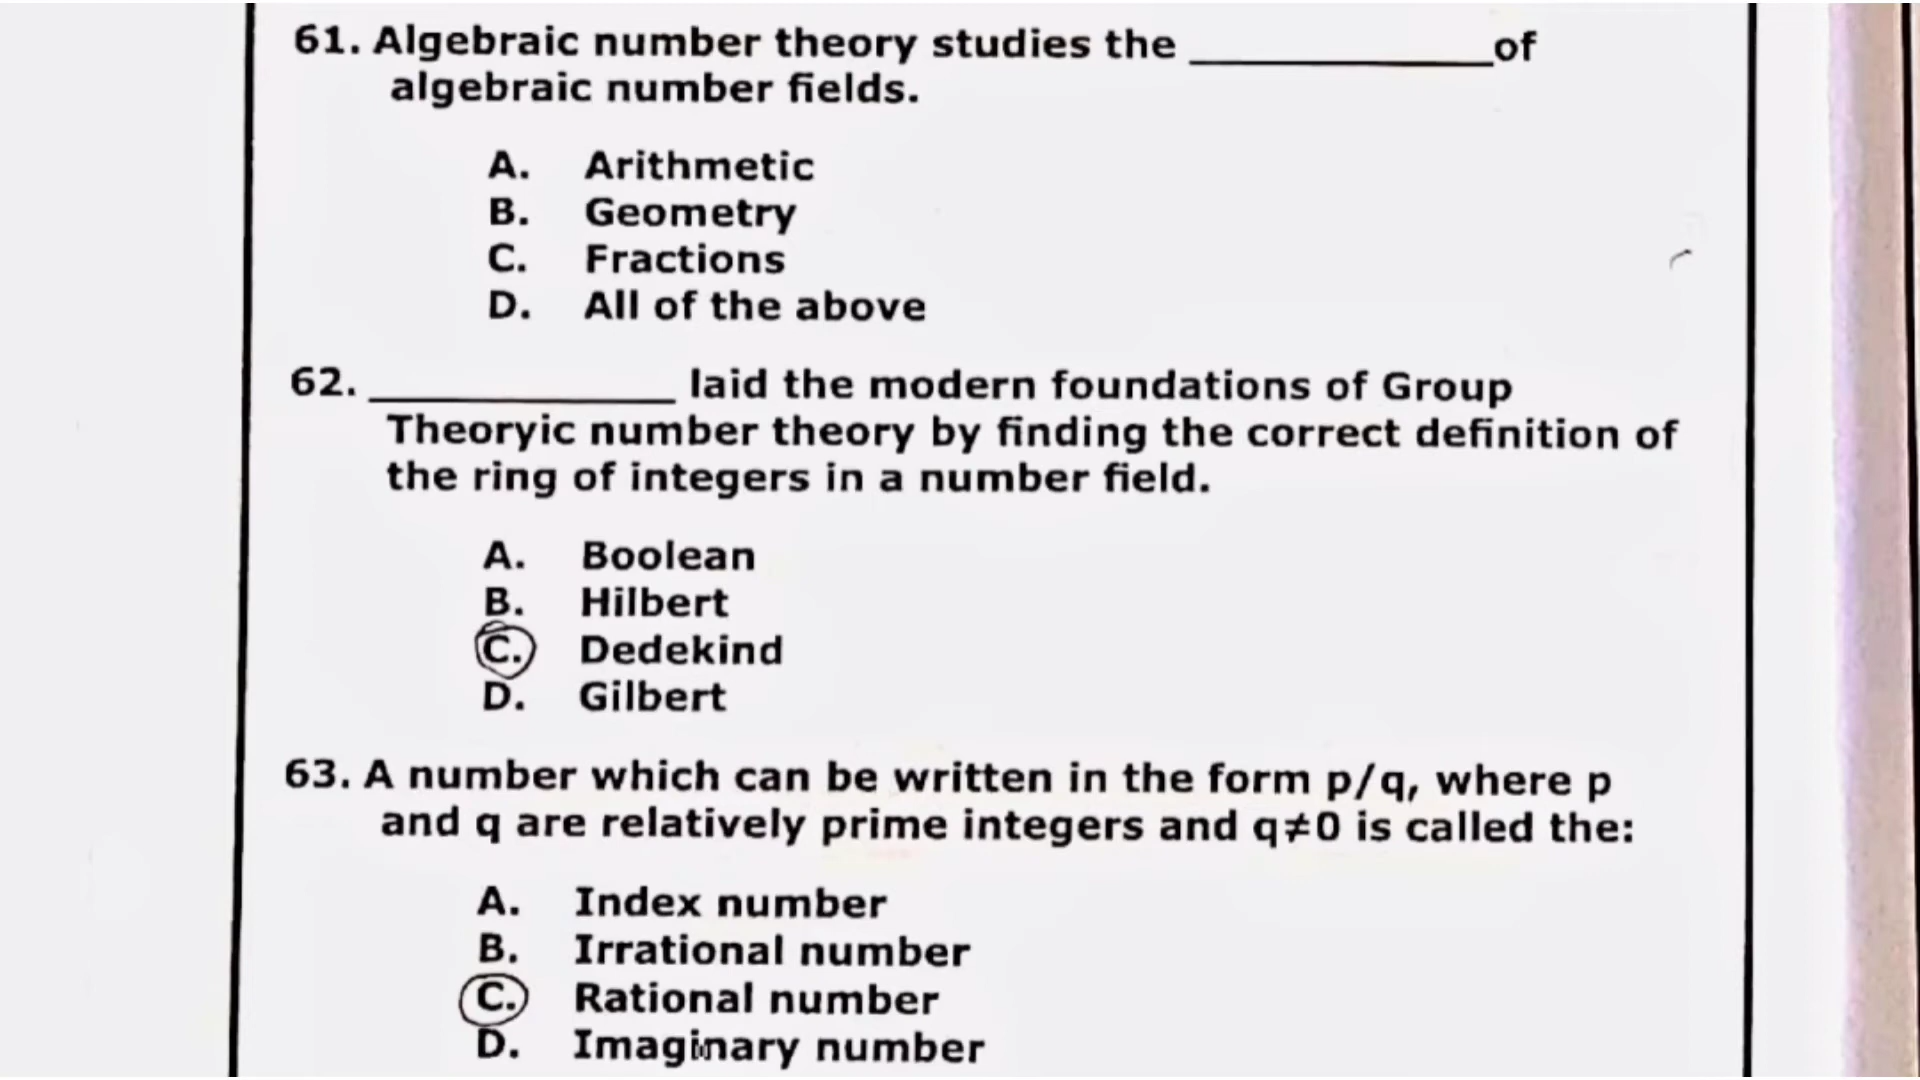 61. Algebraic number theory studies the ______________of
algebraic number fields.
A. Arithmetic
B. Geometry
C. Fractions
D. All of the above
62. ______________ laid the modern foundations of Group
Theoryic number theory by finding the correct definition of
the ring of integers in a number field.
A. Boolean
B. Hilbert
C. Dedekind
D. Gilbert
63. A number which can be written in the form p/q, where p
and q are relatively prime integers and q≠0 is called the:
A. Index number
B. Irrational number
C. Rational number
D. Imaginary number